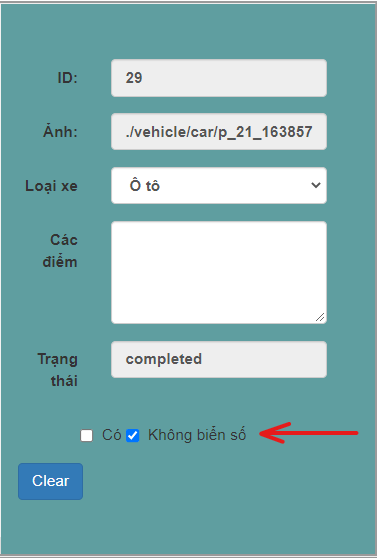 ID: 29
Ảnh: ./vehicle/car/p_21_163857
Loại xe Ô tô
Các
điểm
Trạng completed
thái
Có Không biển số
Clear